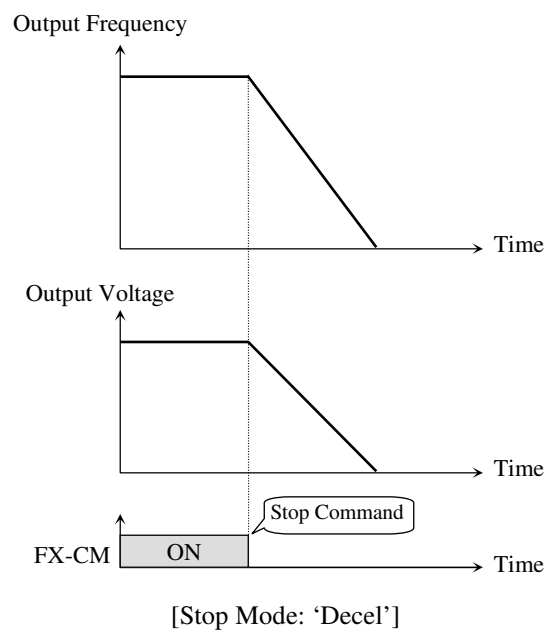 Output Frequency
Time
Output Voltage
Time
Stop Command
FX-CM
ON
Time
[Stop Mode: ‘Decel’]